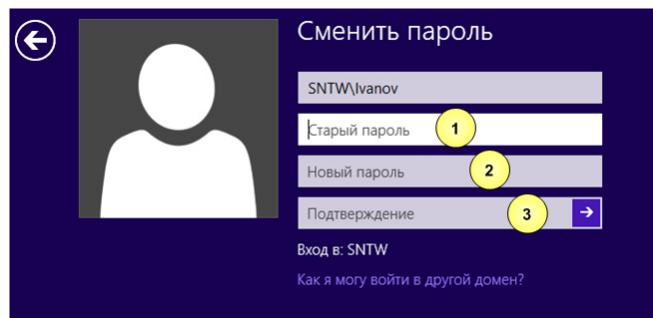 Сменить пароль
SNTW\Ivanov
Старый пароль 1
Новый пароль 2
Подтверждение 3
Вход в: SNTW
Как я могу войти в другой домен?